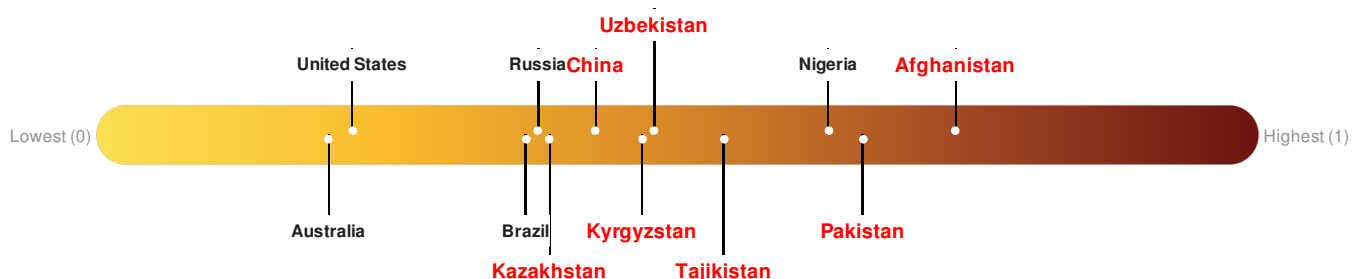 Uzbekistan
United States
Russia
China
Nigeria
Afghanistan
Lowest (0)
Highest (1)
Australia
Brazil
Kyrgyzstan
Pakistan
Kazakhstan
Tajikistan